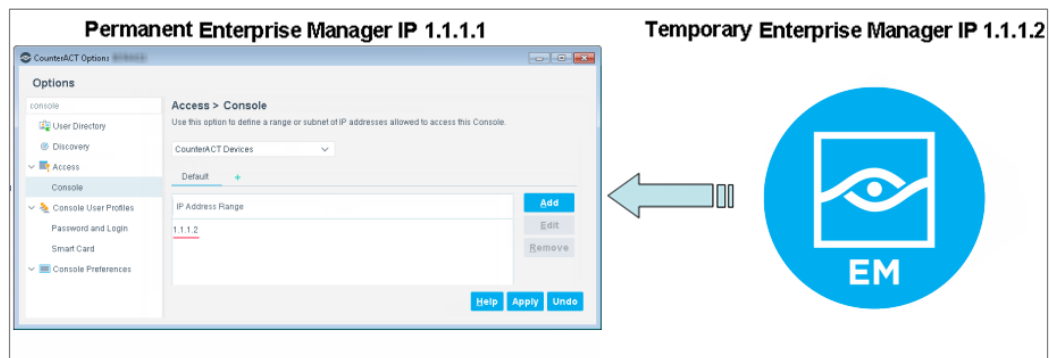 Permanent Enterprise Manager IP 1.1.1.1
Temporary Enterprise Manager IP 1.1.1.2
CounterACT Options
Options
console
User Directory
Discovery
Access
Console
Console User Profiles
Password and Login
Smart Card
Console Preferences
Access > Console
Use this option to define a range or subnet of IP addresses allowed to access this Console.
CounterACT Devices
Default +
IP Address Range
1.1.1.2
Add
Edit
Remove
Help Apply Undo
EM